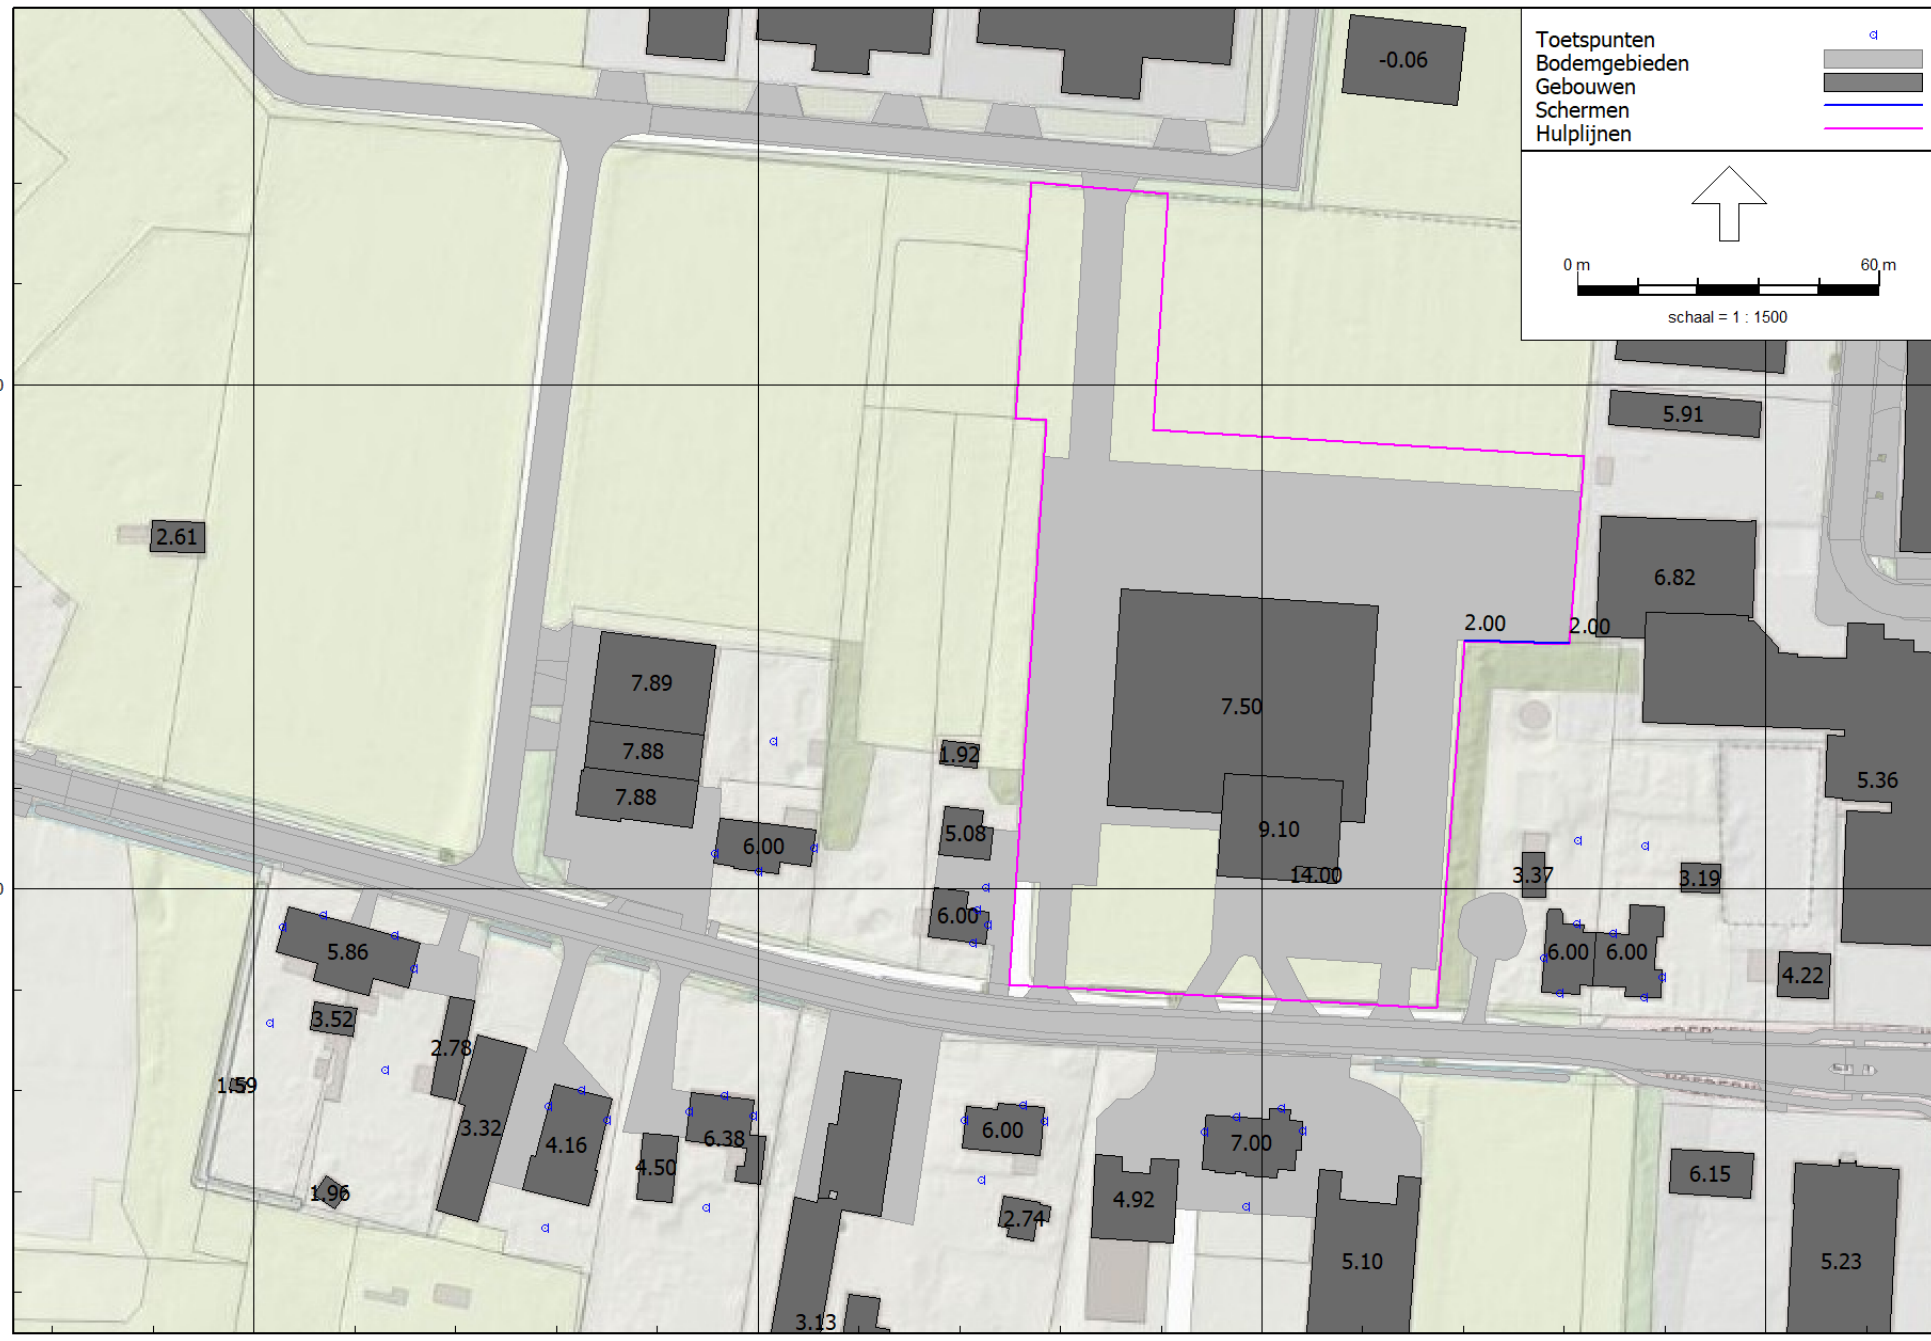 Toetspunten
Bodemgebieden
Gebouwen
Schermen
Hulplijnen
0 m 60 m
schaal = 1 : 1500
-0.06
5.91
2.61
6.82
2.00 2.00
7.89
7.50
7.88
1.92
5.36
7.88
5.08 9.10
6.00
14.00 3.37 3.19
6.00
5.86 6.00 6.00
4.22
3.52
2.78
1.59
3.32 4.16 6.38 6.00 7.00
4.50 6.15
1.96 4.92
2.74
5.10 5.23
3.13